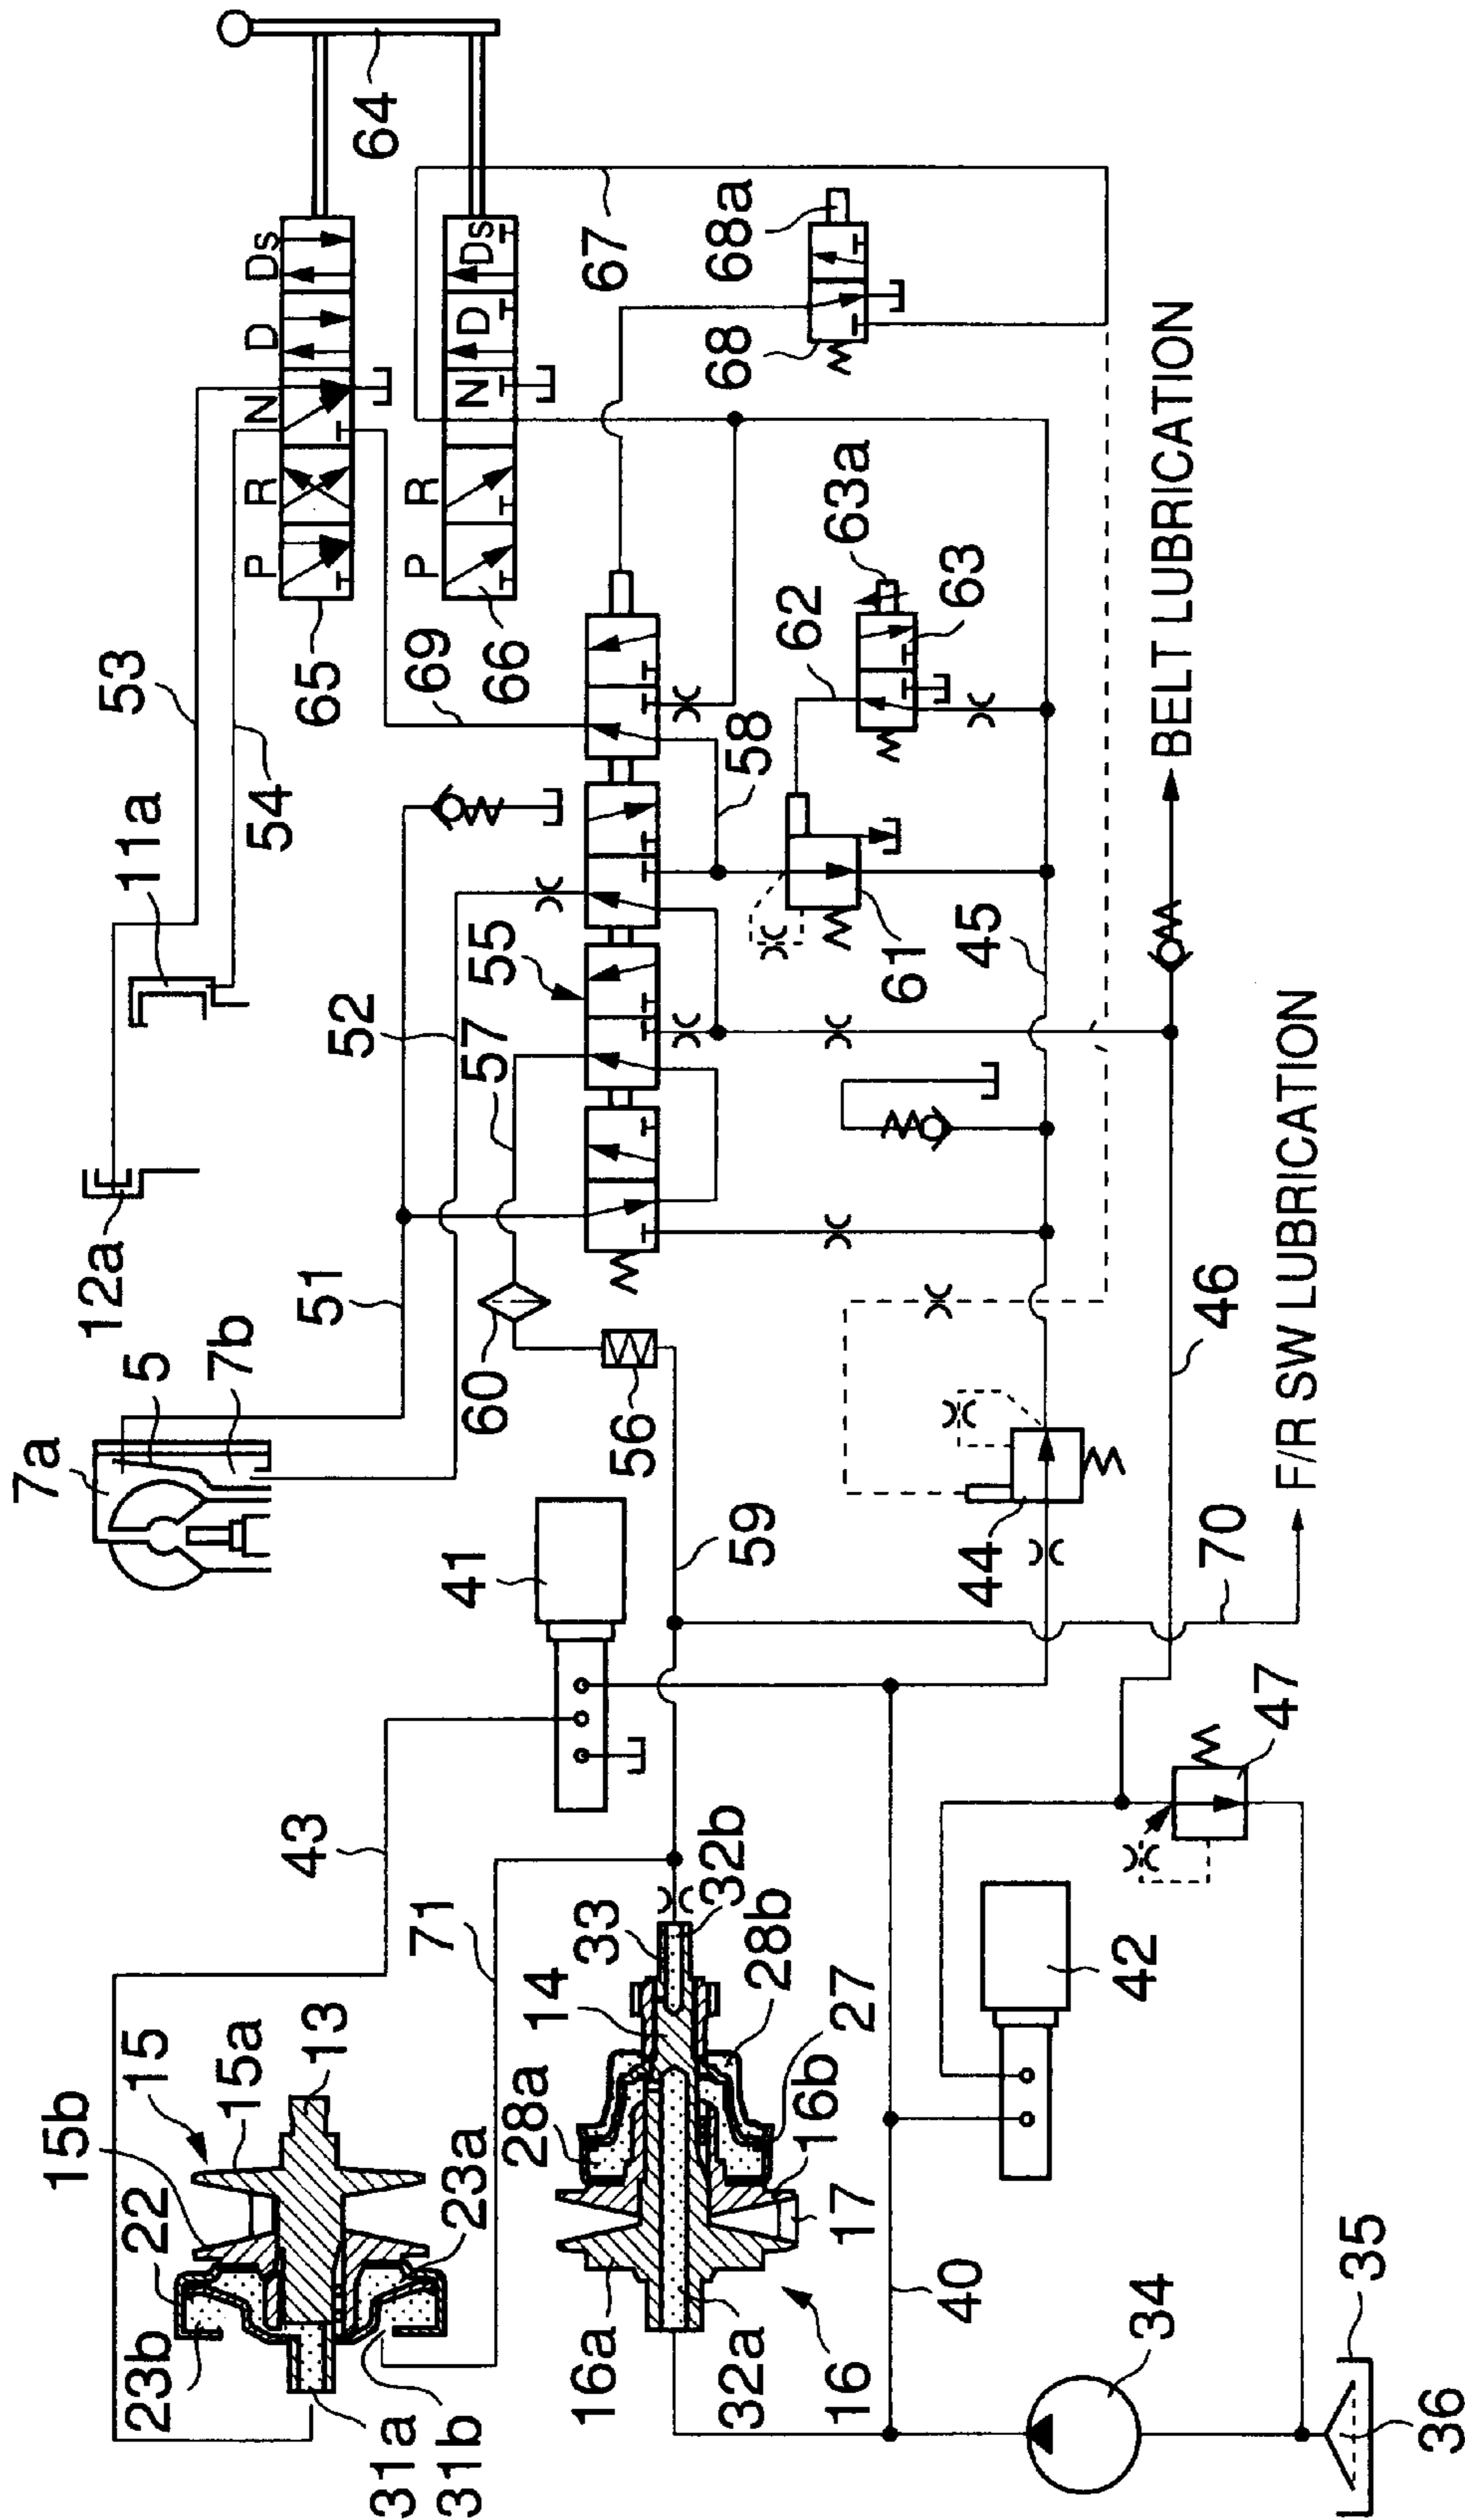 7a
5
7b
12a
11a
53
54
51
52
57
60
56
55
65
P R N D Ds
64
66
P R N D Ds
69
67
58
62
63a
63
68
68a
61
45
43
41
59
44
70
46
BELT LUBRICATION
F/R SW LUBRICATION
15b
15
15a
13
22
23b
23a
31a
31b
71
14
33
32b
28a
28b
27
16b
17
16a
32a
16
42
47
40
34
35
36